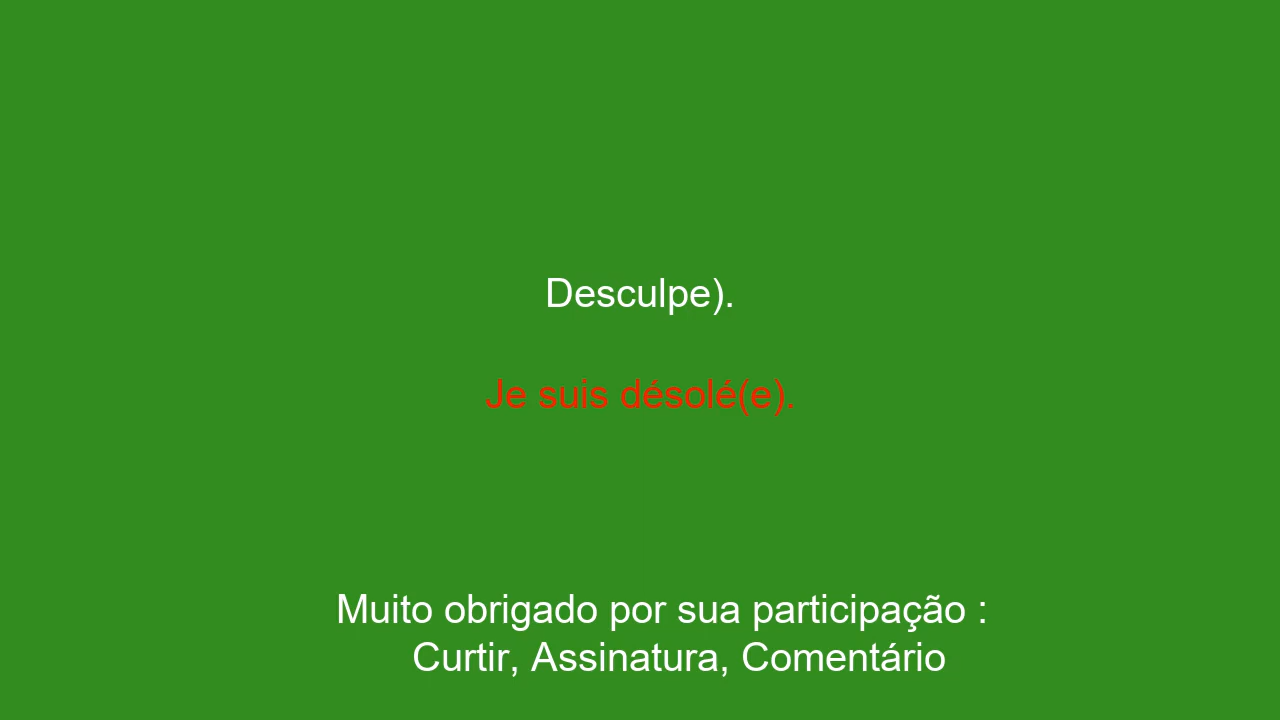 Desculpe).
Je suis désolé(e).
Muito obrigado por sua participação :
Curtir, Assinatura, Comentário